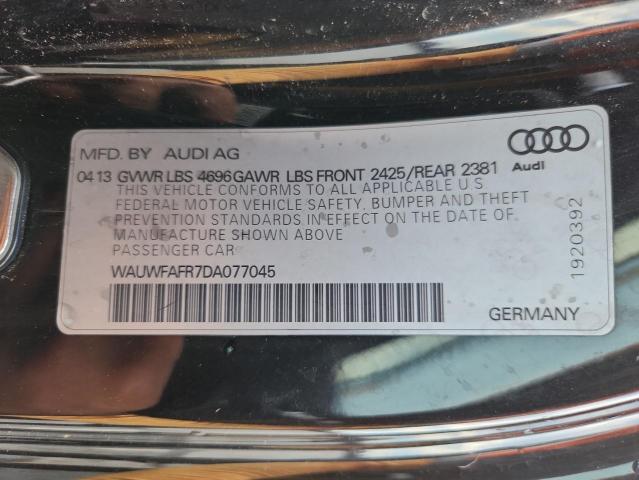 MFD. BY AUDI AG
04 13 GVWR LBS 4696 GAWR LBS FRONT 2425/REAR 2381
Audi
THIS VEHICLE CONFORMS TO ALL APPLICABLE U.S
FEDERAL MOTOR VEHICLE SAFETY, BUMPER AND THEFT
PREVENTION STANDARDS IN EFFECT ON THE DATE OF
MANUFACTURE SHOWN ABOVE
PASSENGER CAR
WAUWFAFR7DA077045
1920392
GERMANY